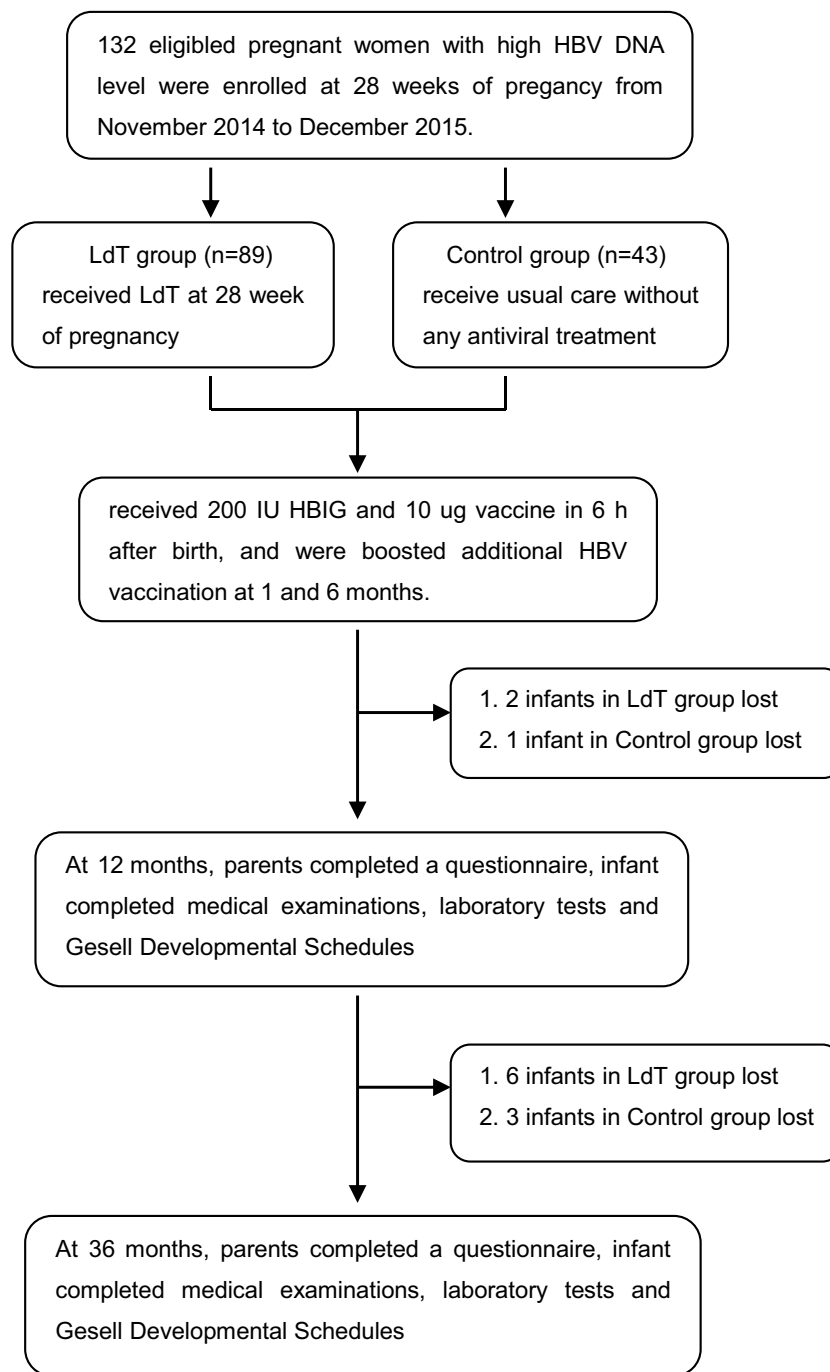 132 eligibled pregnant women with high HBV DNA
level were enrolled at 28 weeks of pregancy from
November 2014 to December 2015.
LdT group (n=89)
received LdT at 28 week
of pregnancy
Control group (n=43)
receive usual care without
any antiviral treatment
received 200 IU HBIG and 10 ug vaccine in 6 h
after birth, and were boosted additional HBV
vaccination at 1 and 6 months.
1. 2 infants in LdT group lost
2. 1 infant in Control group lost
At 12 months, parents completed a questionnaire, infant
completed medical examinations, laboratory tests and
Gesell Developmental Schedules
1. 6 infants in LdT group lost
2. 3 infants in Control group lost
At 36 months, parents completed a questionnaire, infant
completed medical examinations, laboratory tests and
Gesell Developmental Schedules